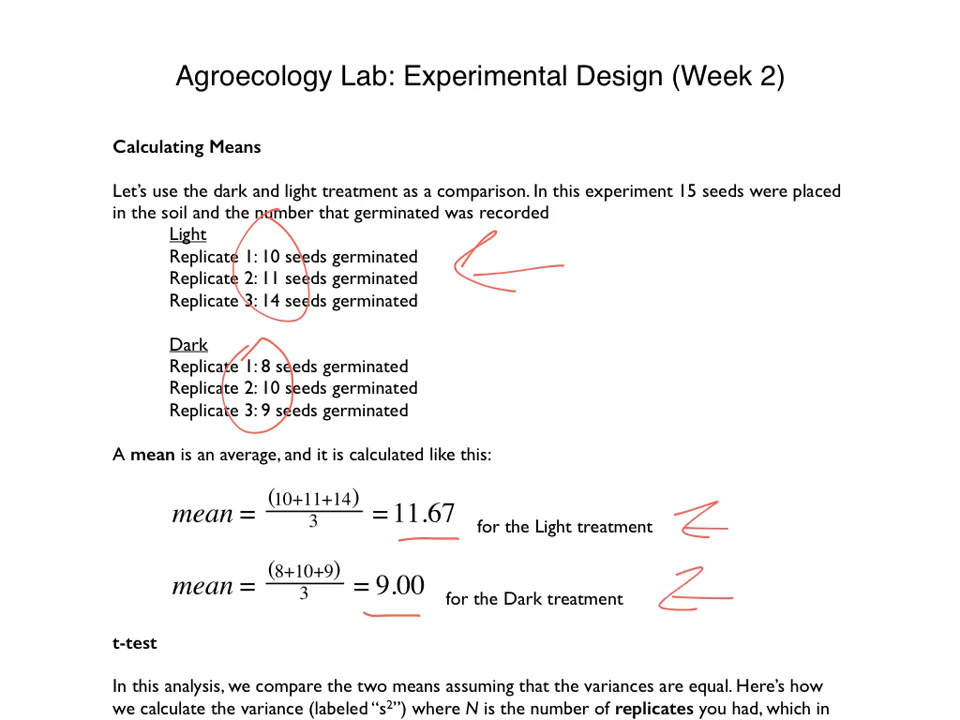 Agroecology Lab: Experimental Design (Week 2)
Calculating Means
Let's use the dark and light treatment as a comparison. In this experiment 15 seeds were placed
in the soil and the number that germinated was recorded
Light
Replicate 1: 10 seeds germinated
Replicate 2: 11 seeds germinated
Replicate 3: 14 seeds germinated
Dark
Replicate 1: 8 seeds germinated
Replicate 2: 10 seeds germinated
Replicate 3: 9 seeds germinated
A mean is an average, and it is calculated like this:
mean = (10+11+14)/3 = 11.67 for the Light treatment
mean = (8+10+9)/3 = 9.00 for the Dark treatment
t-test
In this analysis, we compare the two means assuming that the variances are equal. Here's how
we calculate the variance (labeled "s²") where N is the number of replicates you had, which in